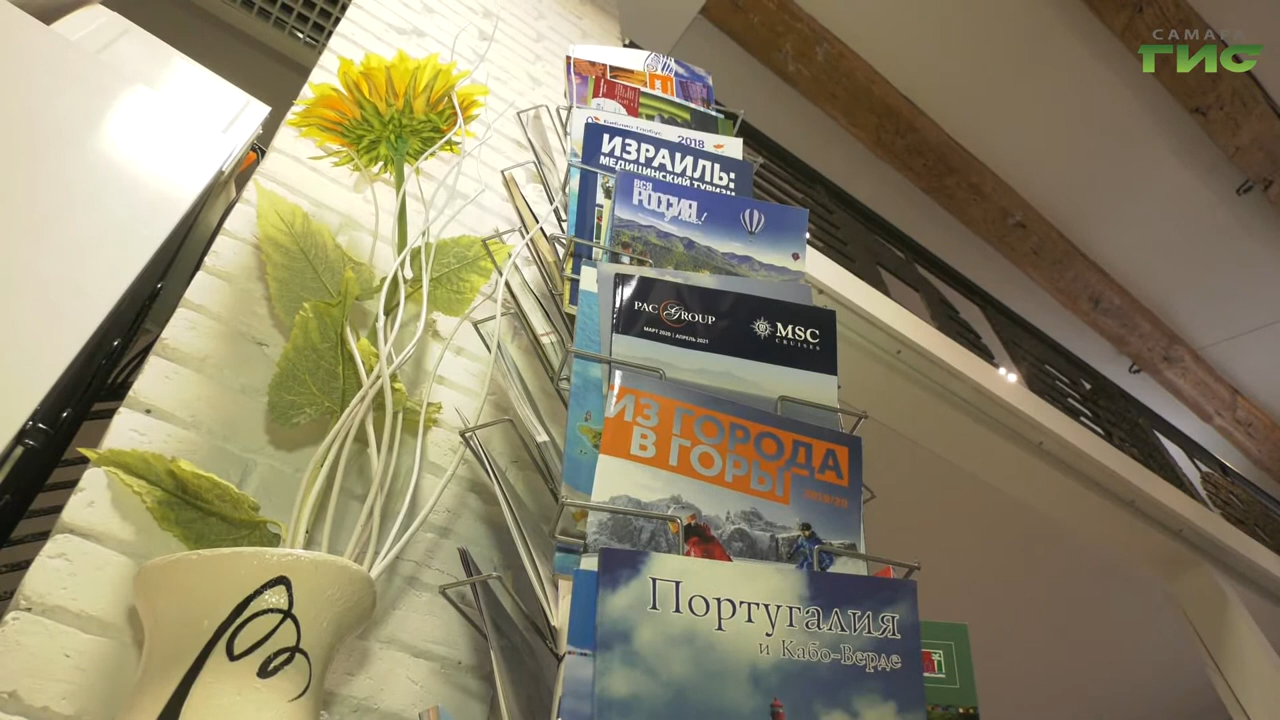 САМАРА
ГИС
Библио-Глобус
2018
ИЗРАИЛЬ:
МЕДИЦИНСКИЙ ТУРИЗМ
ВСЯ
РОССИЯ
PAC GROUP
МАРТ 2020 | АПРЕЛЬ 2021
MSC
CRUISES
ИЗ ГОРОДА
В ГОРЫ
2019/20
Португалия
и Кабо-Верде